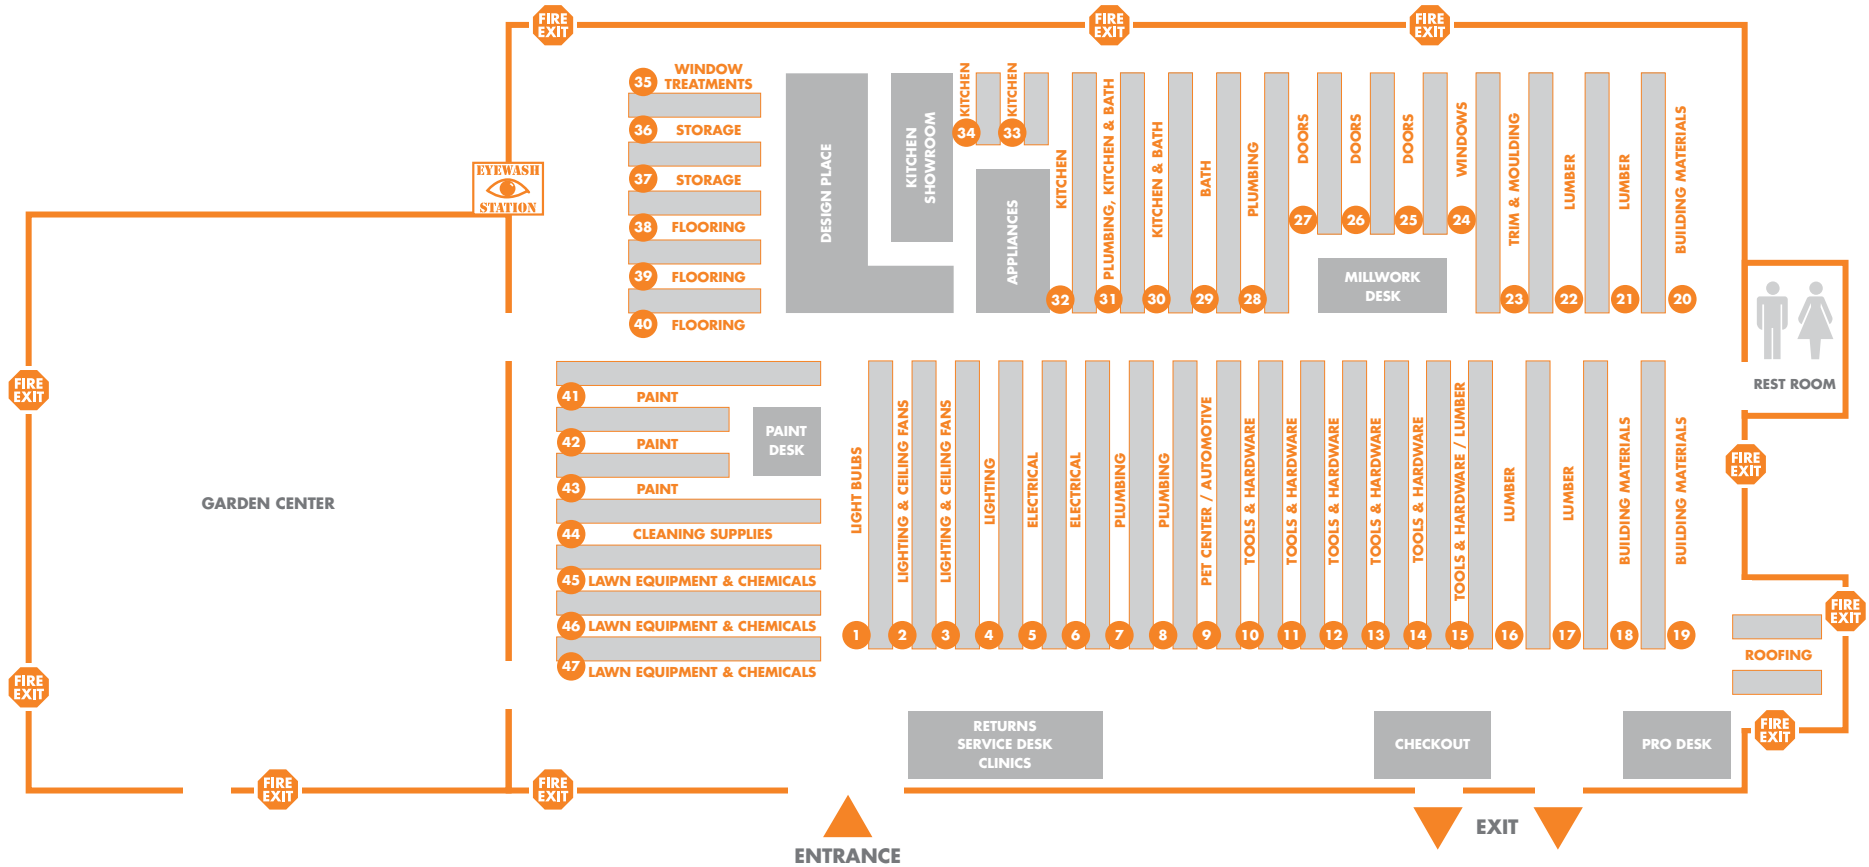 FIRE
EXIT
FIRE
EXIT
FIRE
EXIT
35 WINDOW
TREATMENTS
36 STORAGE
37 STORAGE
38 FLOORING
39 FLOORING
40 FLOORING
EYEWASH
STATION
DESIGN PLACE
KITCHEN
SHOWROOM
KITCHEN
34
KITCHEN
33
APPLIANCES
KITCHEN
32
PLUMBING, KITCHEN & BATH
31
KITCHEN & BATH
30
BATH
29
PLUMBING
28
DOORS
27
DOORS
26
DOORS
25
WINDOWS
24
MILLWORK
DESK
TRIM & MOULDING
23
LUMBER
22
LUMBER
21
BUILDING MATERIALS
20
REST ROOM
FIRE
EXIT
GARDEN CENTER
FIRE
EXIT
FIRE
EXIT
FIRE
EXIT
41 PAINT
42 PAINT
43 PAINT
PAINT
DESK
44 CLEANING SUPPLIES
45 LAWN EQUIPMENT & CHEMICALS
46 LAWN EQUIPMENT & CHEMICALS
47 LAWN EQUIPMENT & CHEMICALS
LIGHT BULBS
1
LIGHTING & CEILING FANS
2
LIGHTING & CEILING FANS
3
LIGHTING
4
ELECTRICAL
5
ELECTRICAL
6
PLUMBING
7
PLUMBING
8
PET CENTER / AUTOMOTIVE
9
TOOLS & HARDWARE
10
TOOLS & HARDWARE
11
TOOLS & HARDWARE
12
TOOLS & HARDWARE
13
TOOLS & HARDWARE
14
TOOLS & HARDWARE / LUMBER
15
LUMBER
16
LUMBER
17
BUILDING MATERIALS
18
BUILDING MATERIALS
19
FIRE
EXIT
ROOFING
FIRE
EXIT
RETURNS
SERVICE DESK
CLINICS
CHECKOUT
PRO DESK
FIRE
EXIT
ENTRANCE
EXIT